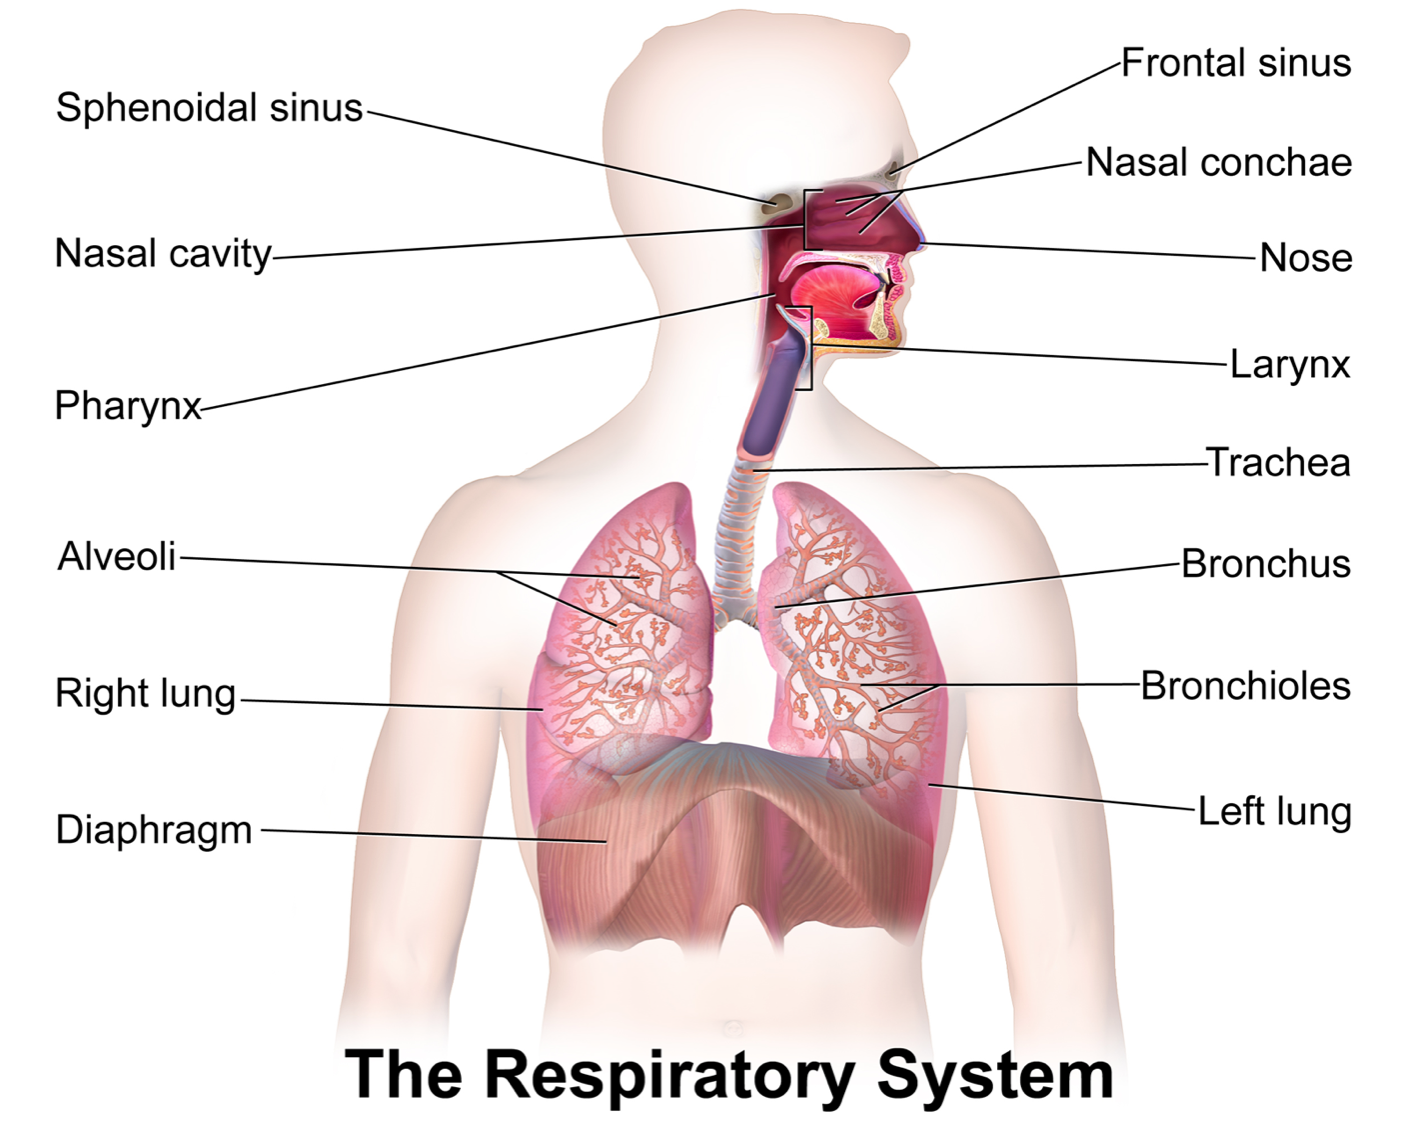 Frontal sinus
Sphenoidal sinus
Nasal conchae
Nasal cavity
Nose
Larynx
Pharynx
Trachea
Alveoli
Bronchus
Right lung
Bronchioles
Left lung
Diaphragm
The Respiratory System